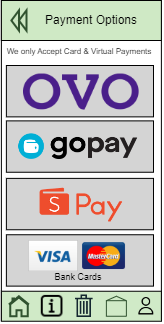 Payment Options
We only Accept Card & Virtual Payments
OVO
gopay
S Pay
VISA MasterCard
Bank Cards
i